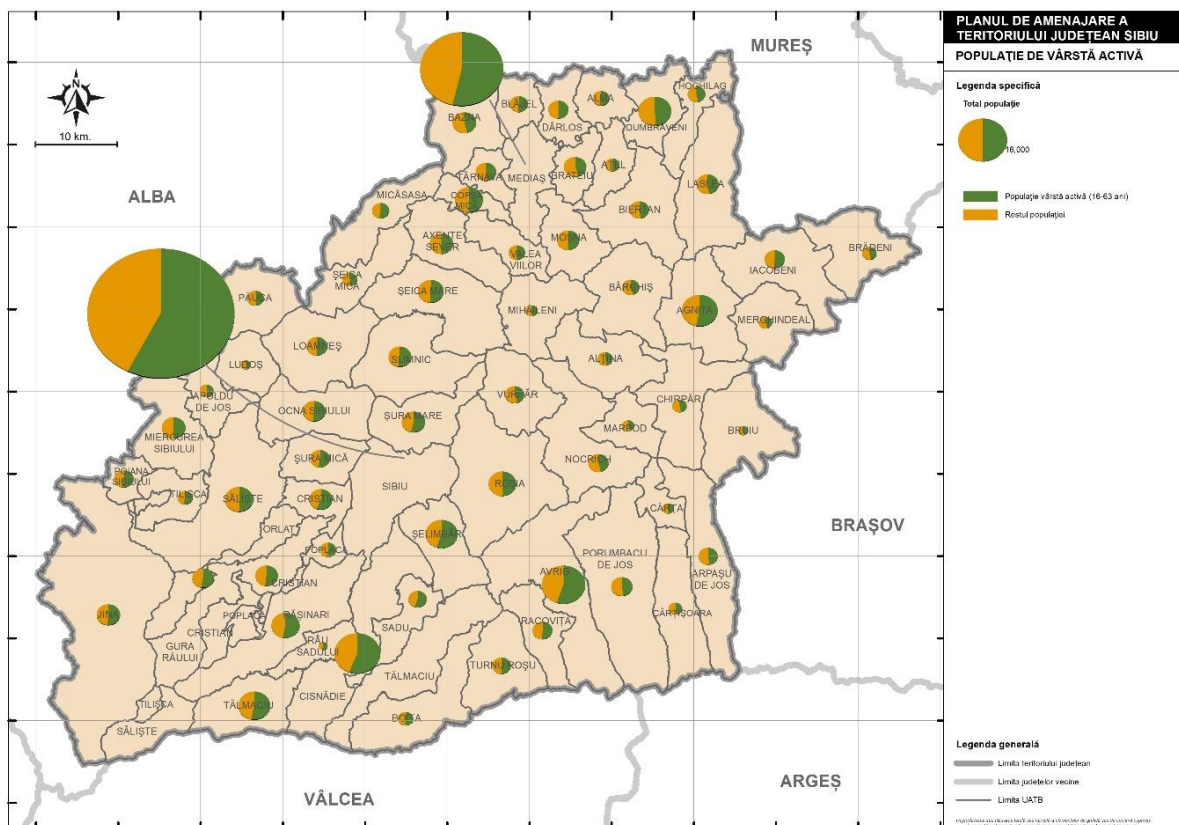 PLANUL DE AMENAJARE A
TERITORIULUI JUDEȚEAN SIBIU
POPULAȚIE DE VÂRSTĂ ACTIVĂ
Legenda specifică
Total populație
16,000
Populație vârstă activă (16-63 ani)
Restul populației
N
10 km.
MUREȘ
ALBA
BRAȘOV
ARGEȘ
VÂLCEA
HOGHILAG
BLĂJEL
ALMA
BAZNA
DÂRLOS
DUMBRĂVENI
TÂRNAVA
MEDIAȘ
BRATEIU
AȚEL
LASLEA
MICĂSASA
COPȘA
MICĂ
BIERTAN
AXENTE
SEVER
MOȘNA
VALEA
VIILOR
BRĂDENI
IACOBENI
ȘEICA
MICĂ
ȘEICA MARE
BÂRGHIȘ
PĂUCA
MIHĂILENI
AGNITA
MERGHINDEAL
LOAMNEȘ
SLIMNIC
ALȚÎNA
LUDOȘ
APOLDU
DE JOS
VURPĂR
CHIRPĂR
OCNA SIBIULUI
ȘURA MARE
MARPOD
BRUIU
MIERCUREA
SIBIULUI
ȘURA MICĂ
NOCRICH
POIANA
SIBIULUI
SIBIU
ROȘIA
TILIȘCA
SĂLIȘTE
CRISTIAN
CÂRȚA
ORLAT
ȘELIMBĂR
POPLACA
PORUMBACU
DE JOS
AVRIG
ARPAȘU
DE JOS
CRISTIAN
JINA
POPLACA
RĂȘINARI
SADU
RACOVIȚA
CÂRȚIȘOARA
CRISTIAN
GURA
RÂULUI
RÂU
SADULUI
TĂLMACIU
TURNU ROȘU
CISNĂDIE
TILIȘCA
TĂLMACIU
BOIȚA
SĂLIȘTE
Legenda generală
Limita teritoriului județean
Limita județelor vecine
Limita UATB